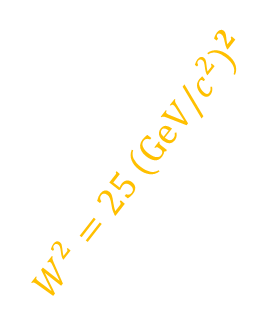 W² = 25 (GeV/c²)²